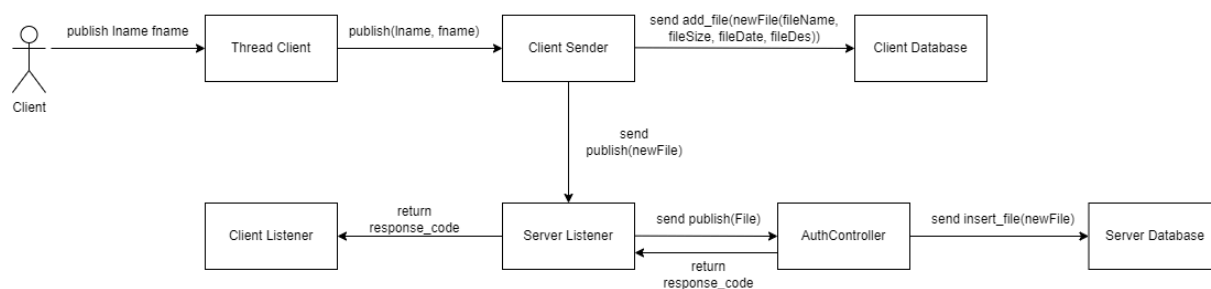 publish lname fname
Thread Client
publish(lname, fname)
Client Sender
send add_file(newFile(fileName,
fileSize, fileDate, fileDes))
Client Database
Client
send
publish(newFile)
Client Listener
return
response_code
Server Listener
send publish(File)
return
response_code
AuthController
send insert_file(newFile)
Server Database